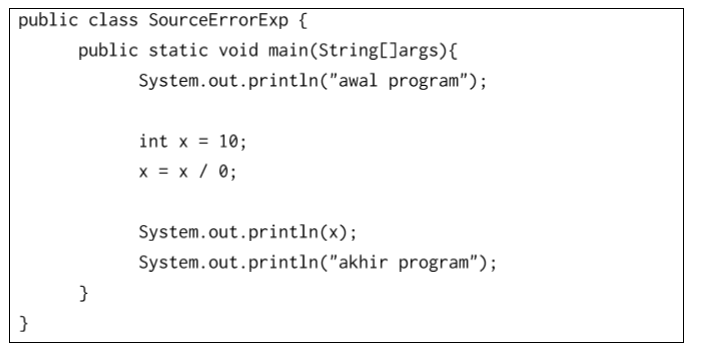 public class SourceErrorExp {
public static void main(String[]args){
System.out.println("awal program");
int x = 10;
x = x / 0;
System.out.println(x);
System.out.println("akhir program");
}
}